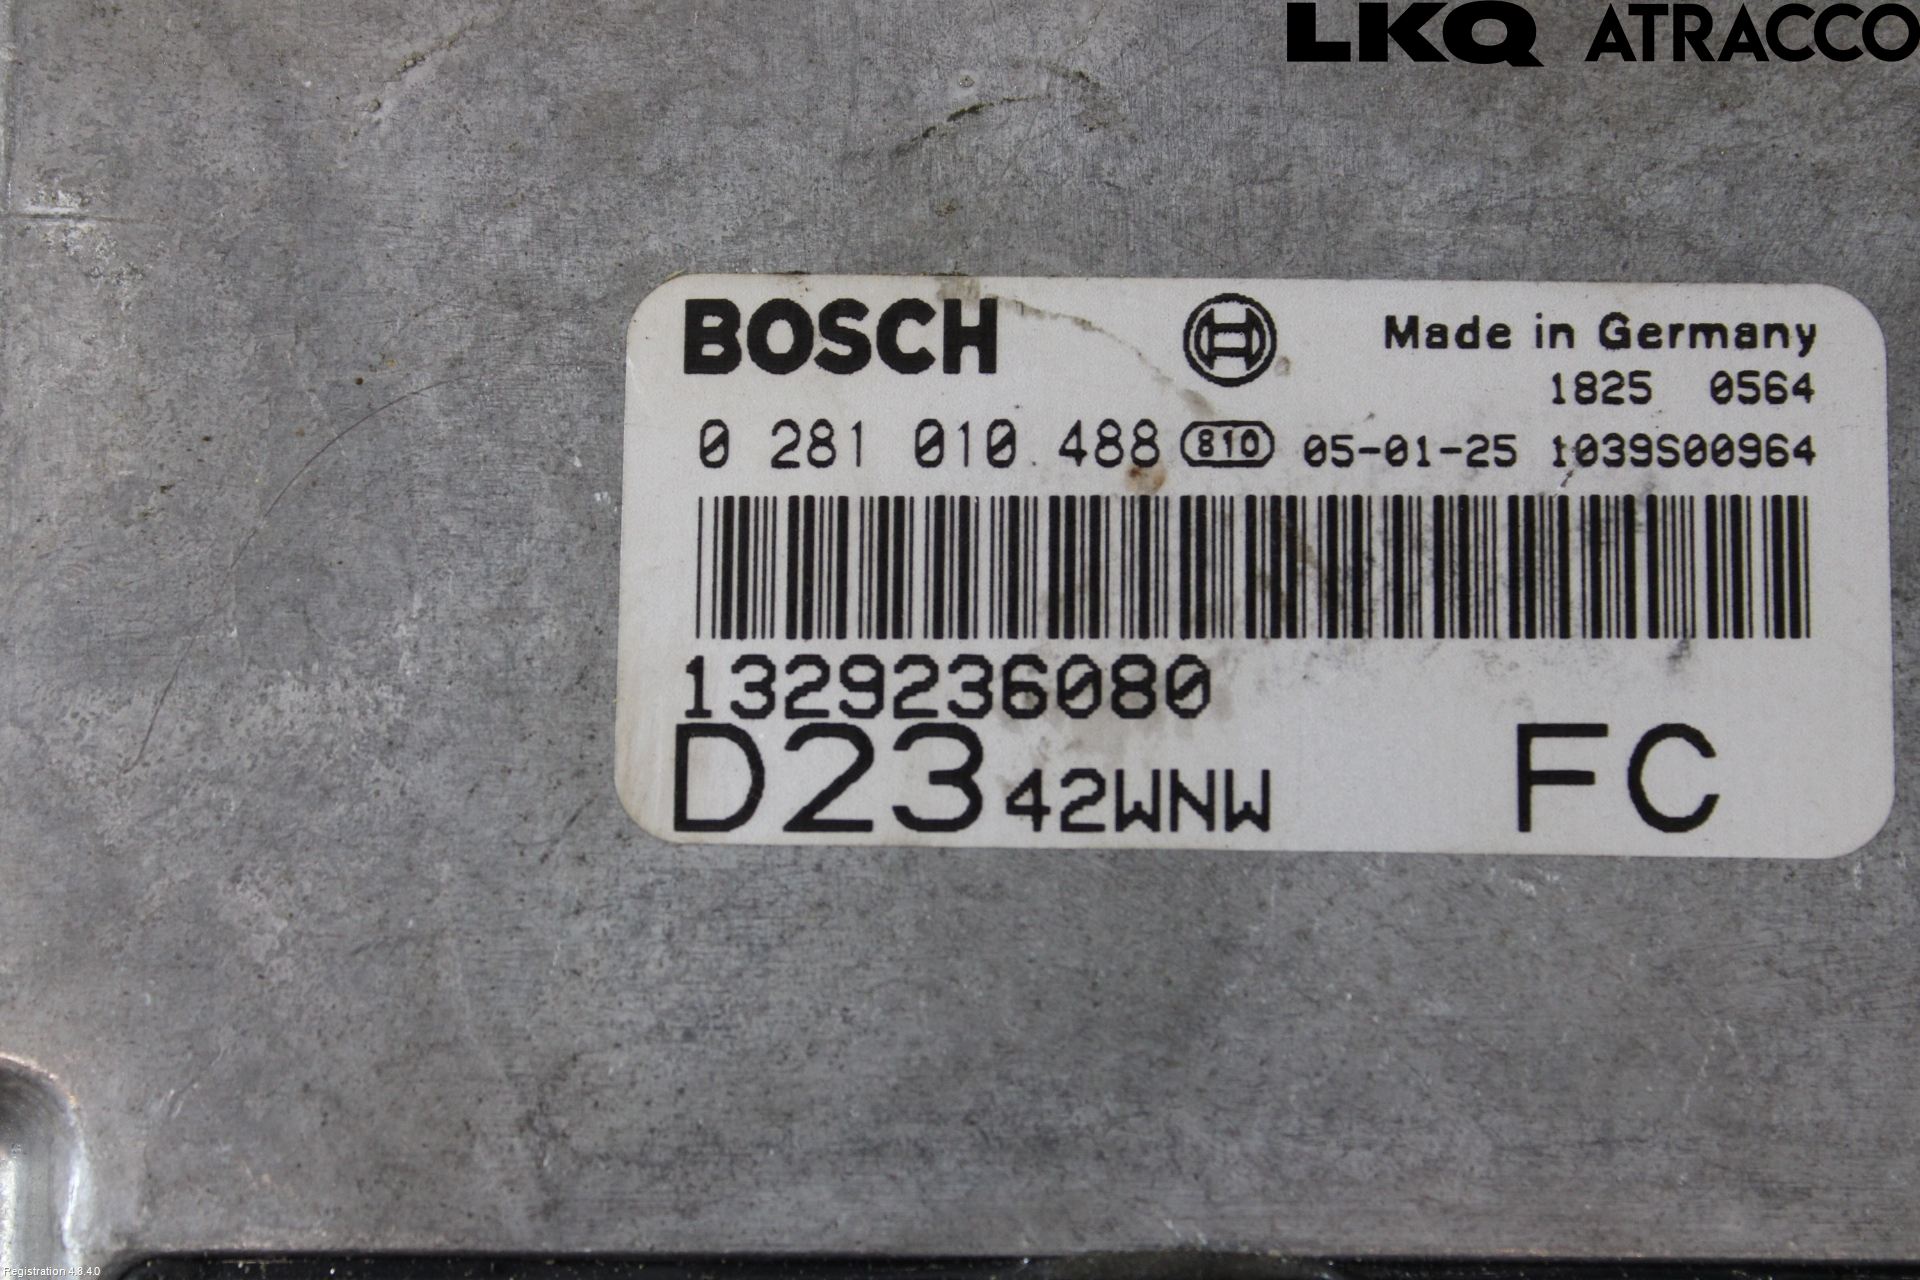 LKQ ATRACCO
BOSCH
Made in Germany
1825 0564
0 281 010 488 810 05-01-25 1039S00964
1329236080
D23 42WNW FC
Registration 4.8.4.0